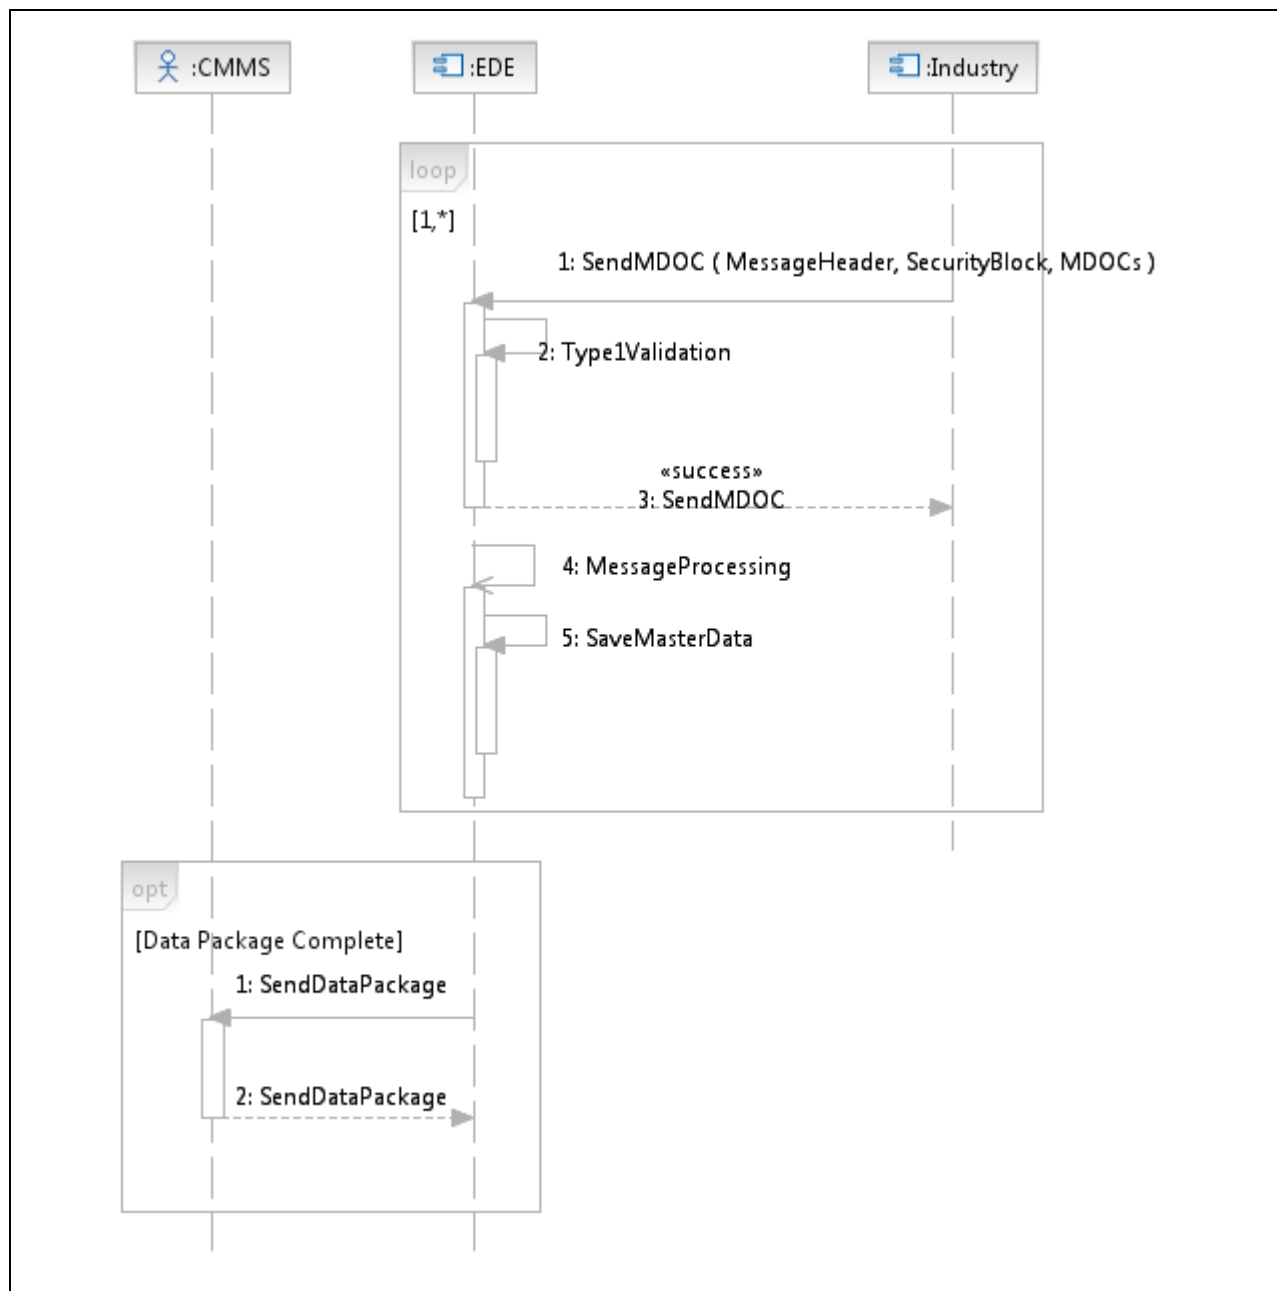 :CMMS
:EDE
:Industry
loop
[1,*]
1: SendMDOC ( MessageHeader, SecurityBlock, MDOCs )
2: Type1Validation
«success»
3: SendMDOC
4: MessageProcessing
5: SaveMasterData
opt
[Data Package Complete]
1: SendDataPackage
2: SendDataPackage